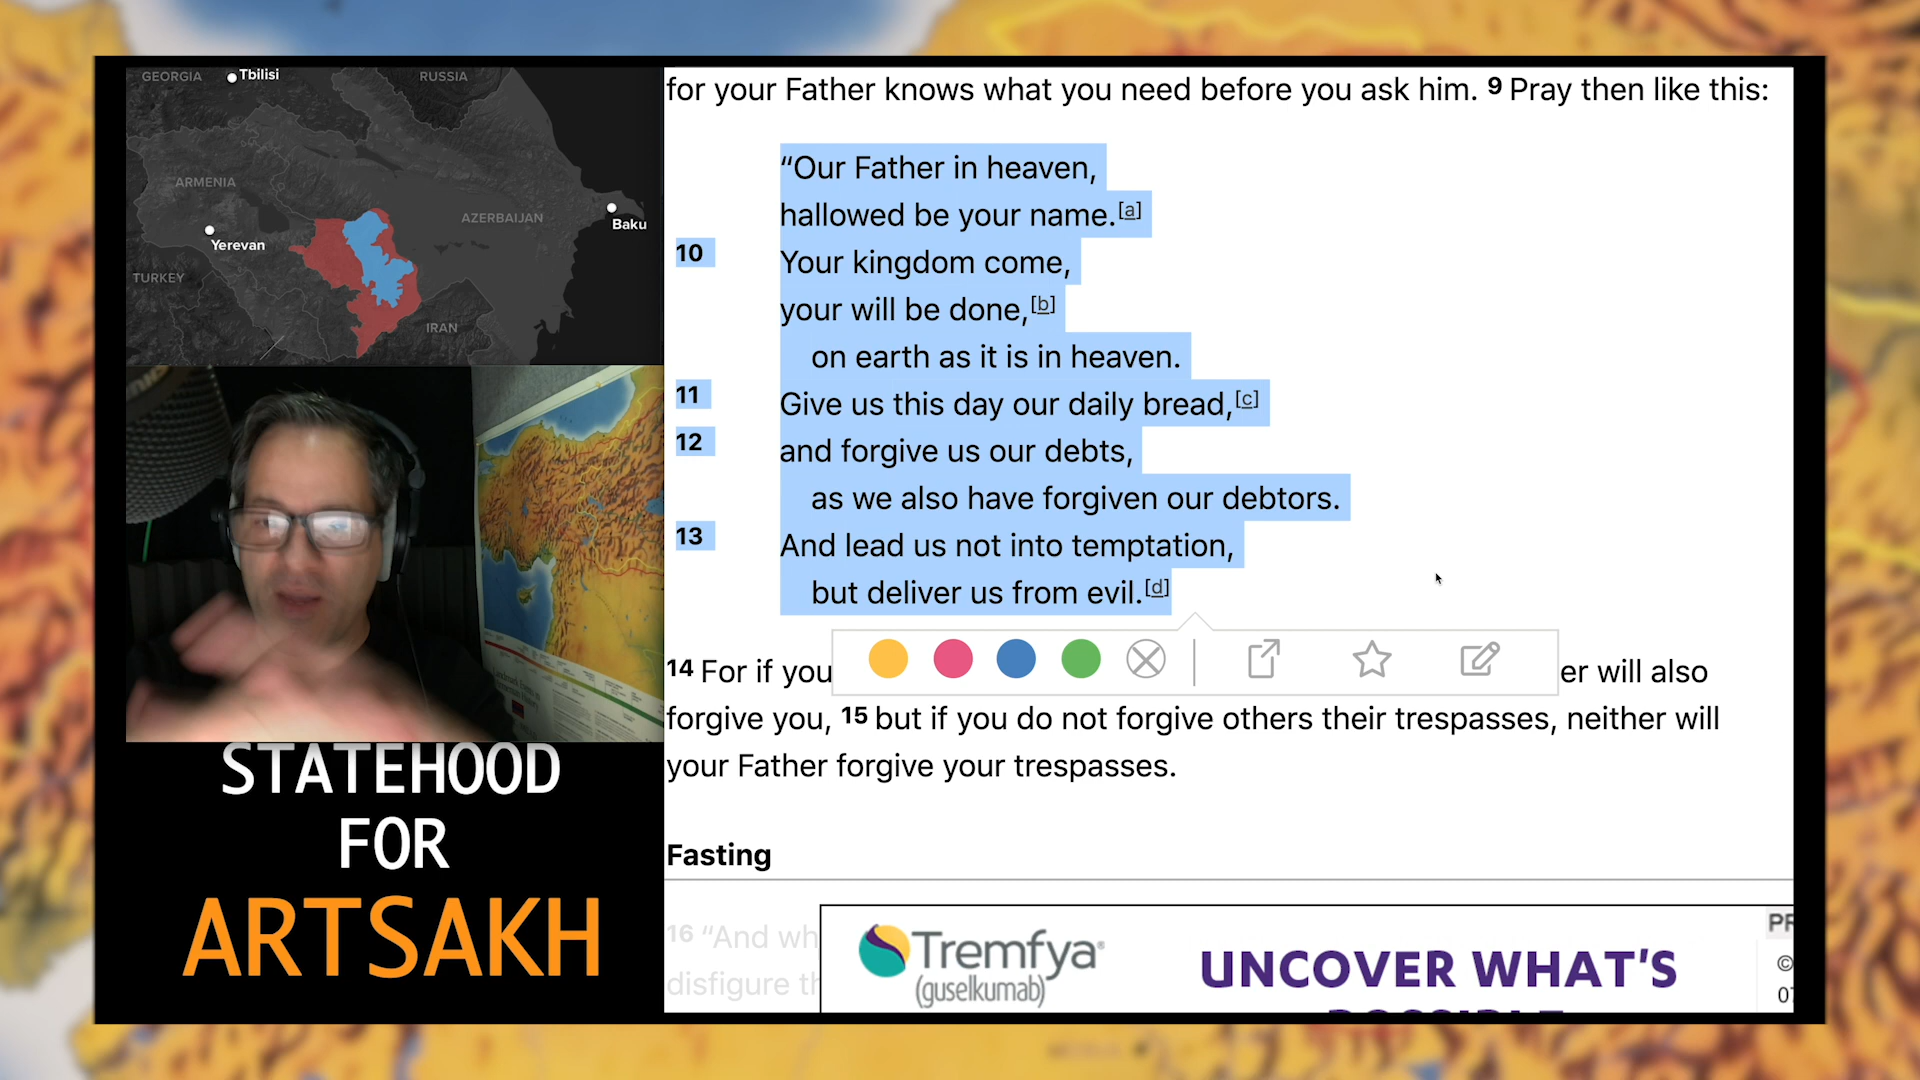 GEORGIA
Tbilisi
RUSSIA
ARMENIA
AZERBAIJAN
Baku
Yerevan
TURKEY
IRAN
STATEHOOD
FOR
ARTSAKH
for your Father knows what you need before you ask him. 9 Pray then like this:
“Our Father in heaven,
hallowed be your name.[a]
10 Your kingdom come,
your will be done,[b]
on earth as it is in heaven.
11 Give us this day our daily bread,[c]
12 and forgive us our debts,
as we also have forgiven our debtors.
13 And lead us not into temptation,
but deliver us from evil.[d]
14 For if you er will also
forgive you, 15 but if you do not forgive others their trespasses, neither will
your Father forgive your trespasses.
Fasting
16 “And wh
disfigure th
Tremfya®
(guselkumab)
UNCOVER WHAT'S